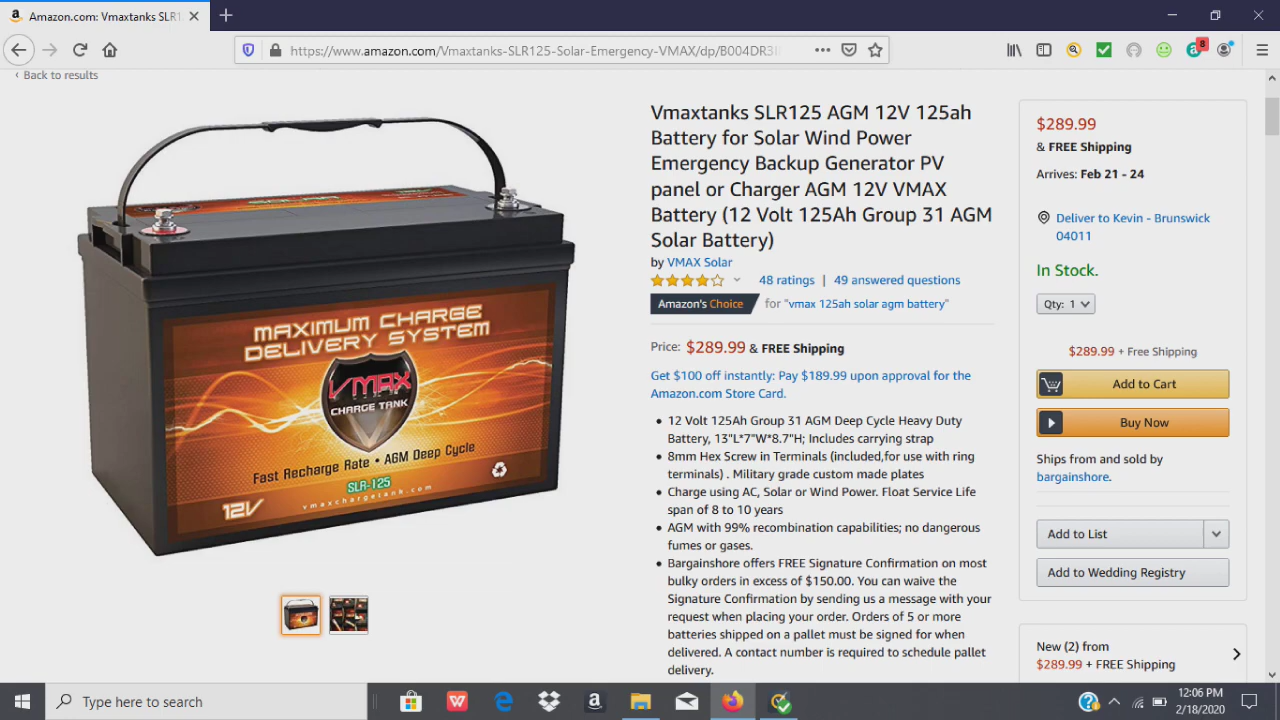 Amazon.com: Vmaxtanks SLR1
https://www.amazon.com/Vmaxtanks-SLR125-Solar-Emergency-VMAX/dp/B004DR3I
8
‹ Back to results
MAXIMUM CHARGE
DELIVERY SYSTEM
VMAX
CHARGE TANK
Fast Recharge Rate • AGM Deep Cycle
SLR-125
12V
vmaxchargetank.com
Vmaxtanks SLR125 AGM 12V 125ah
Battery for Solar Wind Power
Emergency Backup Generator PV
panel or Charger AGM 12V VMAX
Battery (12 Volt 125Ah Group 31 AGM
Solar Battery)
by VMAX Solar
48 ratings | 49 answered questions
Amazon's Choice for "vmax 125ah solar agm battery"
Price: $289.99 & FREE Shipping
Get $100 off instantly: Pay $189.99 upon approval for the
Amazon.com Store Card.
• 12 Volt 125Ah Group 31 AGM Deep Cycle Heavy Duty
Battery, 13"L*7"W*8.7"H; Includes carrying strap
• 8mm Hex Screw in Terminals (included,for use with ring
terminals) . Military grade custom made plates
• Charge using AC, Solar or Wind Power. Float Service Life
span of 8 to 10 years
• AGM with 99% recombination capabilities; no dangerous
fumes or gases.
• Bargainshore offers FREE Signature Confirmation on most
bulky orders in excess of $150.00. You can waive the
Signature Confirmation by sending us a message with your
request when placing your order. Orders of 5 or more
batteries shipped on a pallet must be signed for when
delivered. A contact number is required to schedule pallet
delivery.
$289.99
& FREE Shipping
Arrives: Feb 21 - 24
Deliver to Kevin - Brunswick
04011
In Stock.
Qty: 1
$289.99 + Free Shipping
Add to Cart
Buy Now
Ships from and sold by
bargainshore.
Add to List
Add to Wedding Registry
New (2) from
$289.99 + FREE Shipping
Type here to search
12:06 PM
2/18/2020